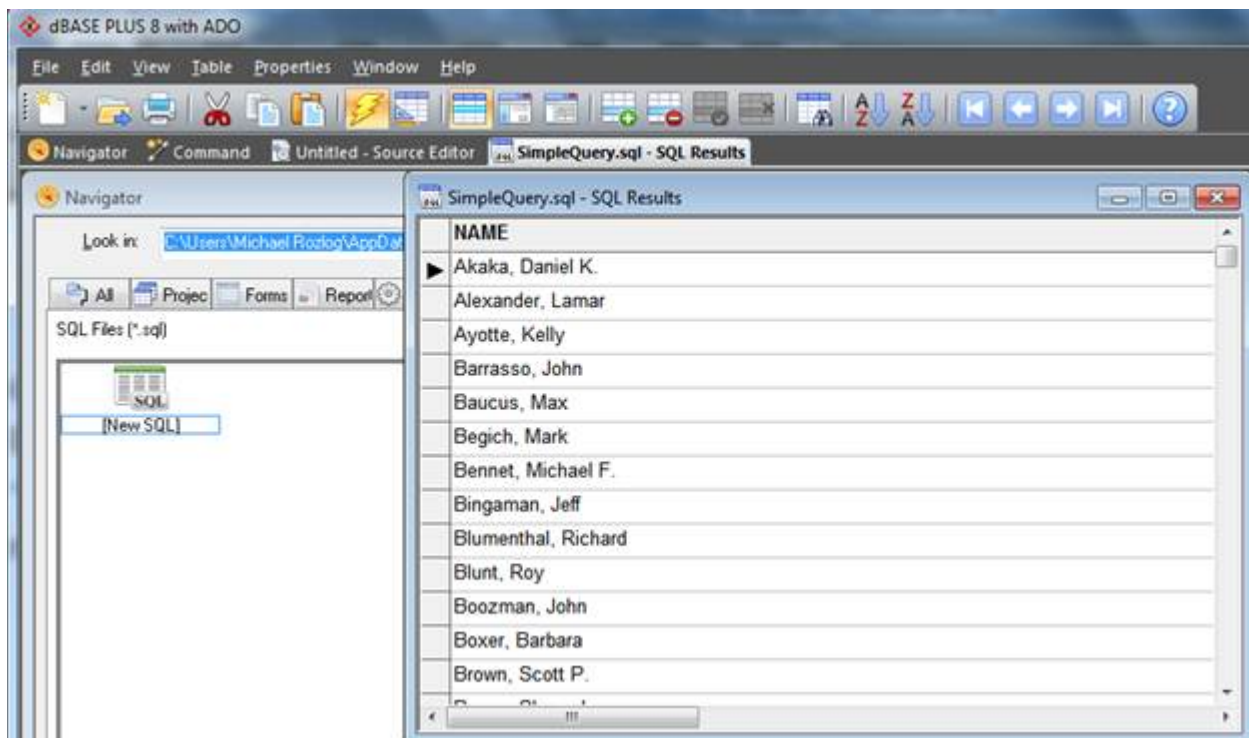 dBASE PLUS 8 with ADO
File Edit View Table Properties Window Help
Navigator Command Untitled - Source Editor SimpleQuery.sql - SQL Results
Navigator
Look in: C:\Users\Michael Rozlog\AppDat
All Projec Forms Report
SQL Files (*.sql)
SQL
[New SQL]
SimpleQuery.sql - SQL Results
NAME
Akaka, Daniel K.
Alexander, Lamar
Ayotte, Kelly
Barrasso, John
Baucus, Max
Begich, Mark
Bennet, Michael F.
Bingaman, Jeff
Blumenthal, Richard
Blunt, Roy
Boozman, John
Boxer, Barbara
Brown, Scott P.